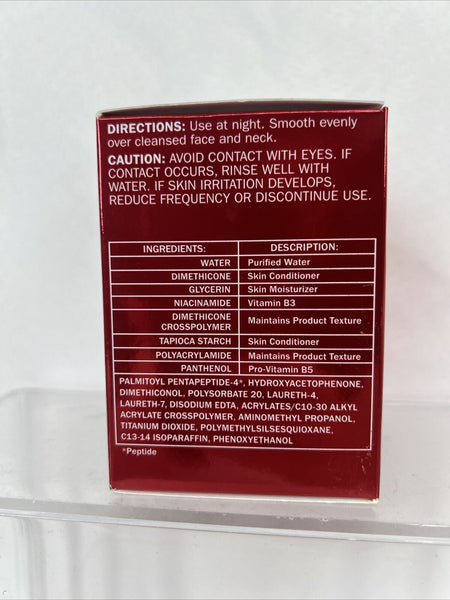 DIRECTIONS: Use at night. Smooth evenly
over cleansed face and neck.
CAUTION: AVOID CONTACT WITH EYES. IF
CONTACT OCCURS, RINSE WELL WITH
WATER. IF SKIN IRRITATION DEVELOPS,
REDUCE FREQUENCY OR DISCONTINUE USE.
INGREDIENTS: DESCRIPTION:
WATER Purified Water
DIMETHICONE Skin Conditioner
GLYCERIN Skin Moisturizer
NIACINAMIDE Vitamin B3
DIMETHICONE
CROSSPOLYMER Maintains Product Texture
TAPIOCA STARCH Skin Conditioner
POLYACRYLAMIDE Maintains Product Texture
PANTHENOL Pro-Vitamin B5
PALMITOYL PENTAPEPTIDE-4*, HYDROXYACETOPHENONE,
DIMETHICONOL, POLYSORBATE 20, LAURETH-4,
LAURETH-7, DISODIUM EDTA, ACRYLATES/C10-30 ALKYL
ACRYLATE CROSSPOLYMER, AMINOMETHYL PROPANOL,
TITANIUM DIOXIDE, POLYMETHYLSILSESQUIOXANE,
C13-14 ISOPARAFFIN, PHENOXYETHANOL
*Peptide